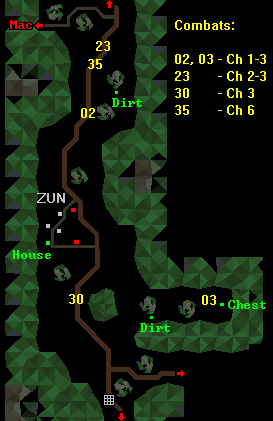 Combats:
Mac
23
35
02, 03 - Ch 1-3
23 - Ch 2-3
30 - Ch 3
35 - Ch 6
Dirt
02
ZUN
House
30
03
Chest
Dirt